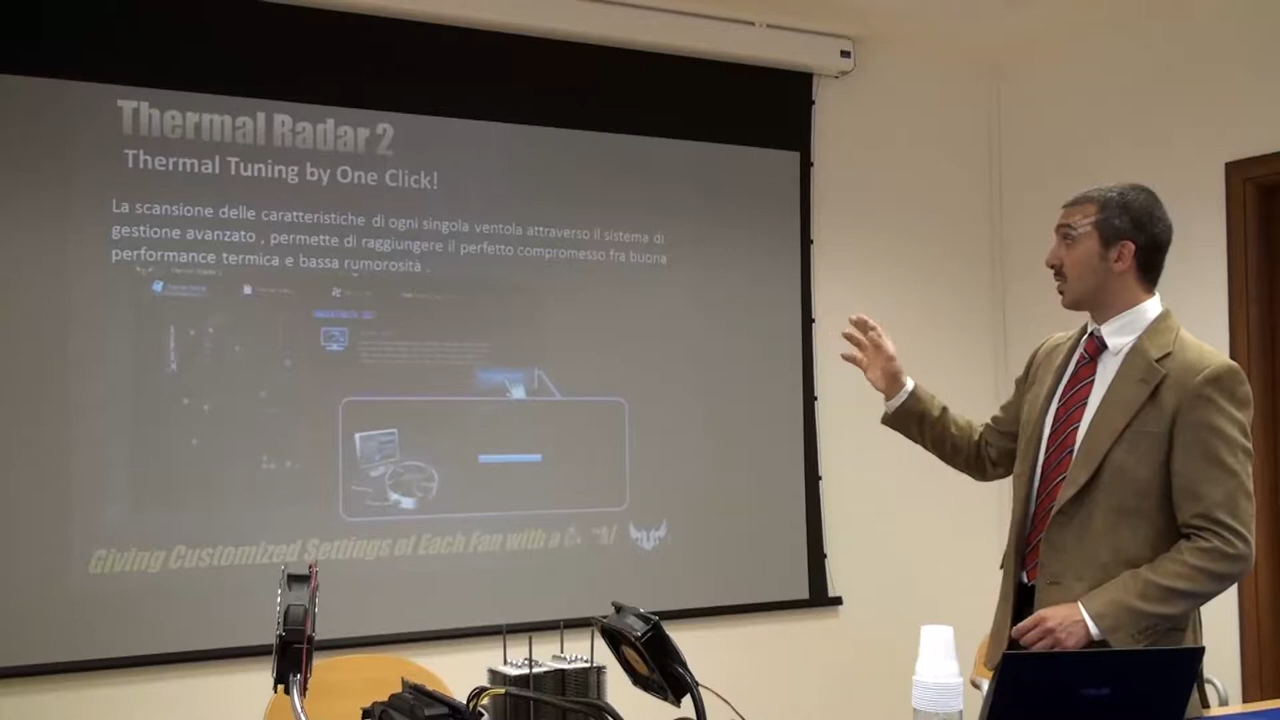 Thermal Radar 2
Thermal Tuning by One Click!
La scansione delle caratteristiche di ogni singola ventola attraverso il sistema di
gestione avanzato , permette di raggiungere il perfetto compromesso fra buona
performance termica e bassa rumorosità .
Giving Customized Settings of Each Fan with a